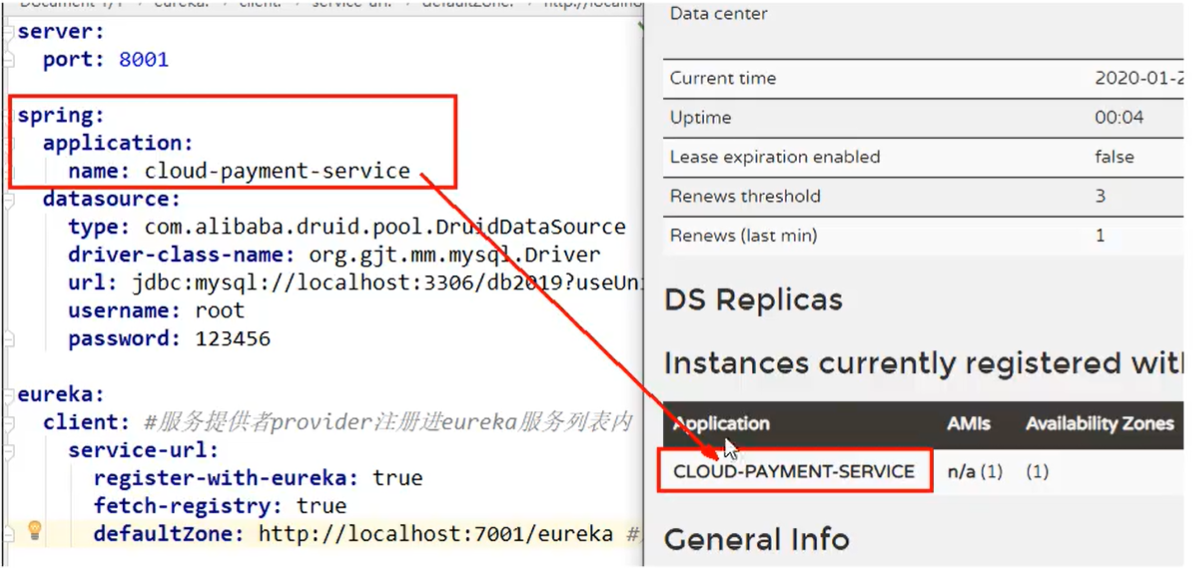 server:
port: 8001
spring:
application:
name: cloud-payment-service
datasource:
type: com.alibaba.druid.pool.DruidDataSource
driver-class-name: org.gjt.mm.mysql.Driver
url: jdbc:mysql://localhost:3306/db2019?useUni
username: root
password: 123456
eureka:
client: #服务提供者provider注册进eureka服务列表内
service-url:
register-with-eureka: true
fetch-registry: true
defaultZone: http://localhost:7001/eureka #
Data center
Current time 2020-01-2
Uptime 00:04
Lease expiration enabled false
Renews threshold 3
Renews (last min) 1
DS Replicas
Instances currently registered with
Application AMIs Availability Zones
CLOUD-PAYMENT-SERVICE n/a (1) (1)
General Info